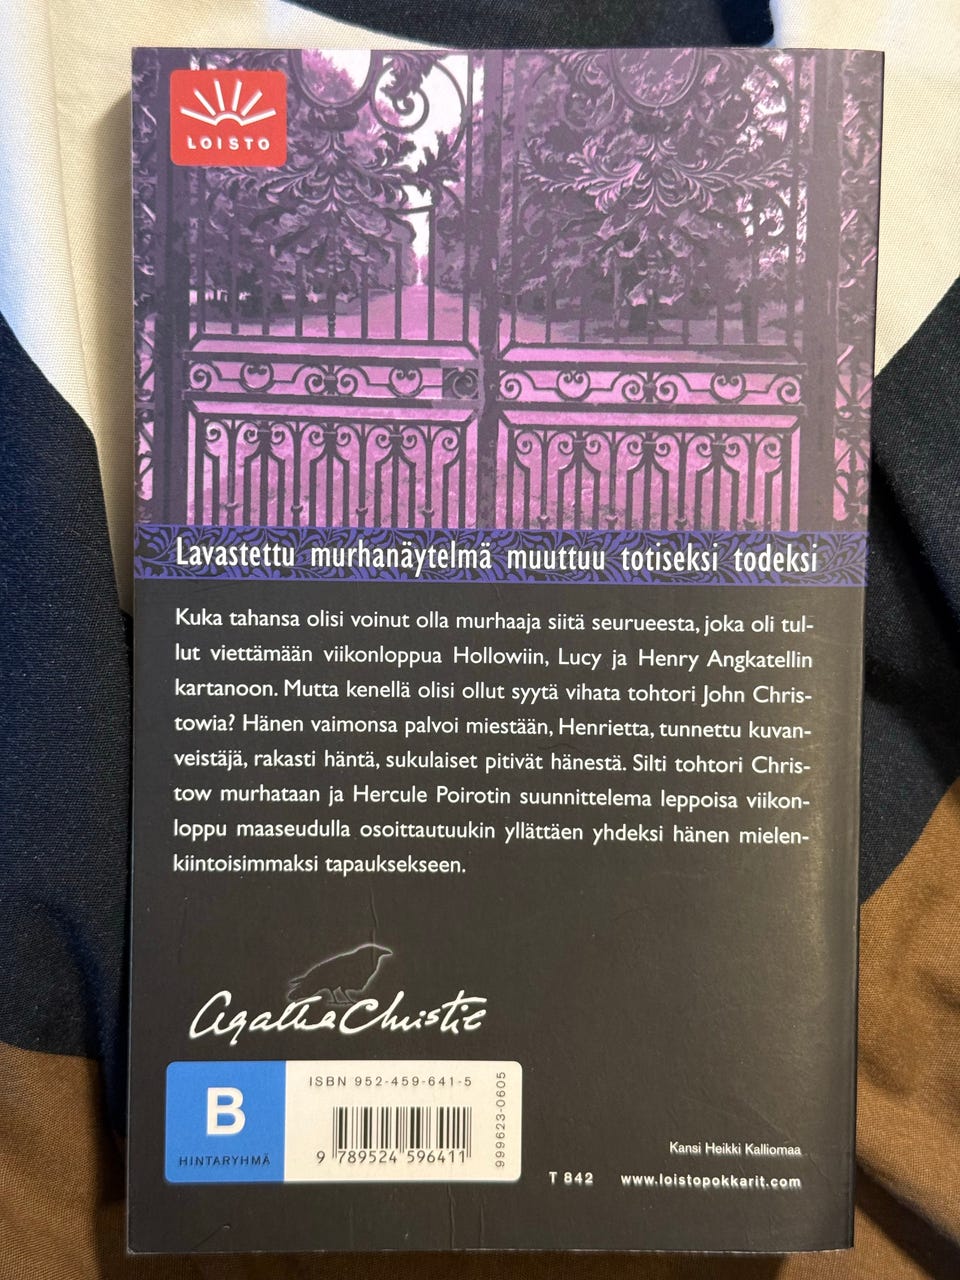 LOISTO
Lavastettu murhanäytelmä muuttuu totiseksi todeksi
Kuka tahansa olisi voinut olla murhaaja siitä seurueesta, joka oli tul-
lut viettämään viikonloppua Hollowiin, Lucy ja Henry Angkatellin
kartanoon. Mutta kenellä olisi ollut syytä vihata tohtori John Chris-
towia? Hänen vaimonsa palvoi miestään, Henrietta, tunnettu kuvan-
veistäjä, rakasti häntä, sukulaiset pitivät hänestä. Silti tohtori Chris-
tow murhataan ja Hercule Poirotin suunnittelema leppoisa viikon-
loppu maaseudulla osoittautuukin yllättäen yhdeksi hänen mielen-
kiintoisimmaksi tapauksekseen.
Agatha Christie
B
HINTARYHMÄ
ISBN 952-459-641-5
9 789524 596411
999623-0605
Kansi Heikki Kalliomaa
T 842 www.loistopokkarit.com